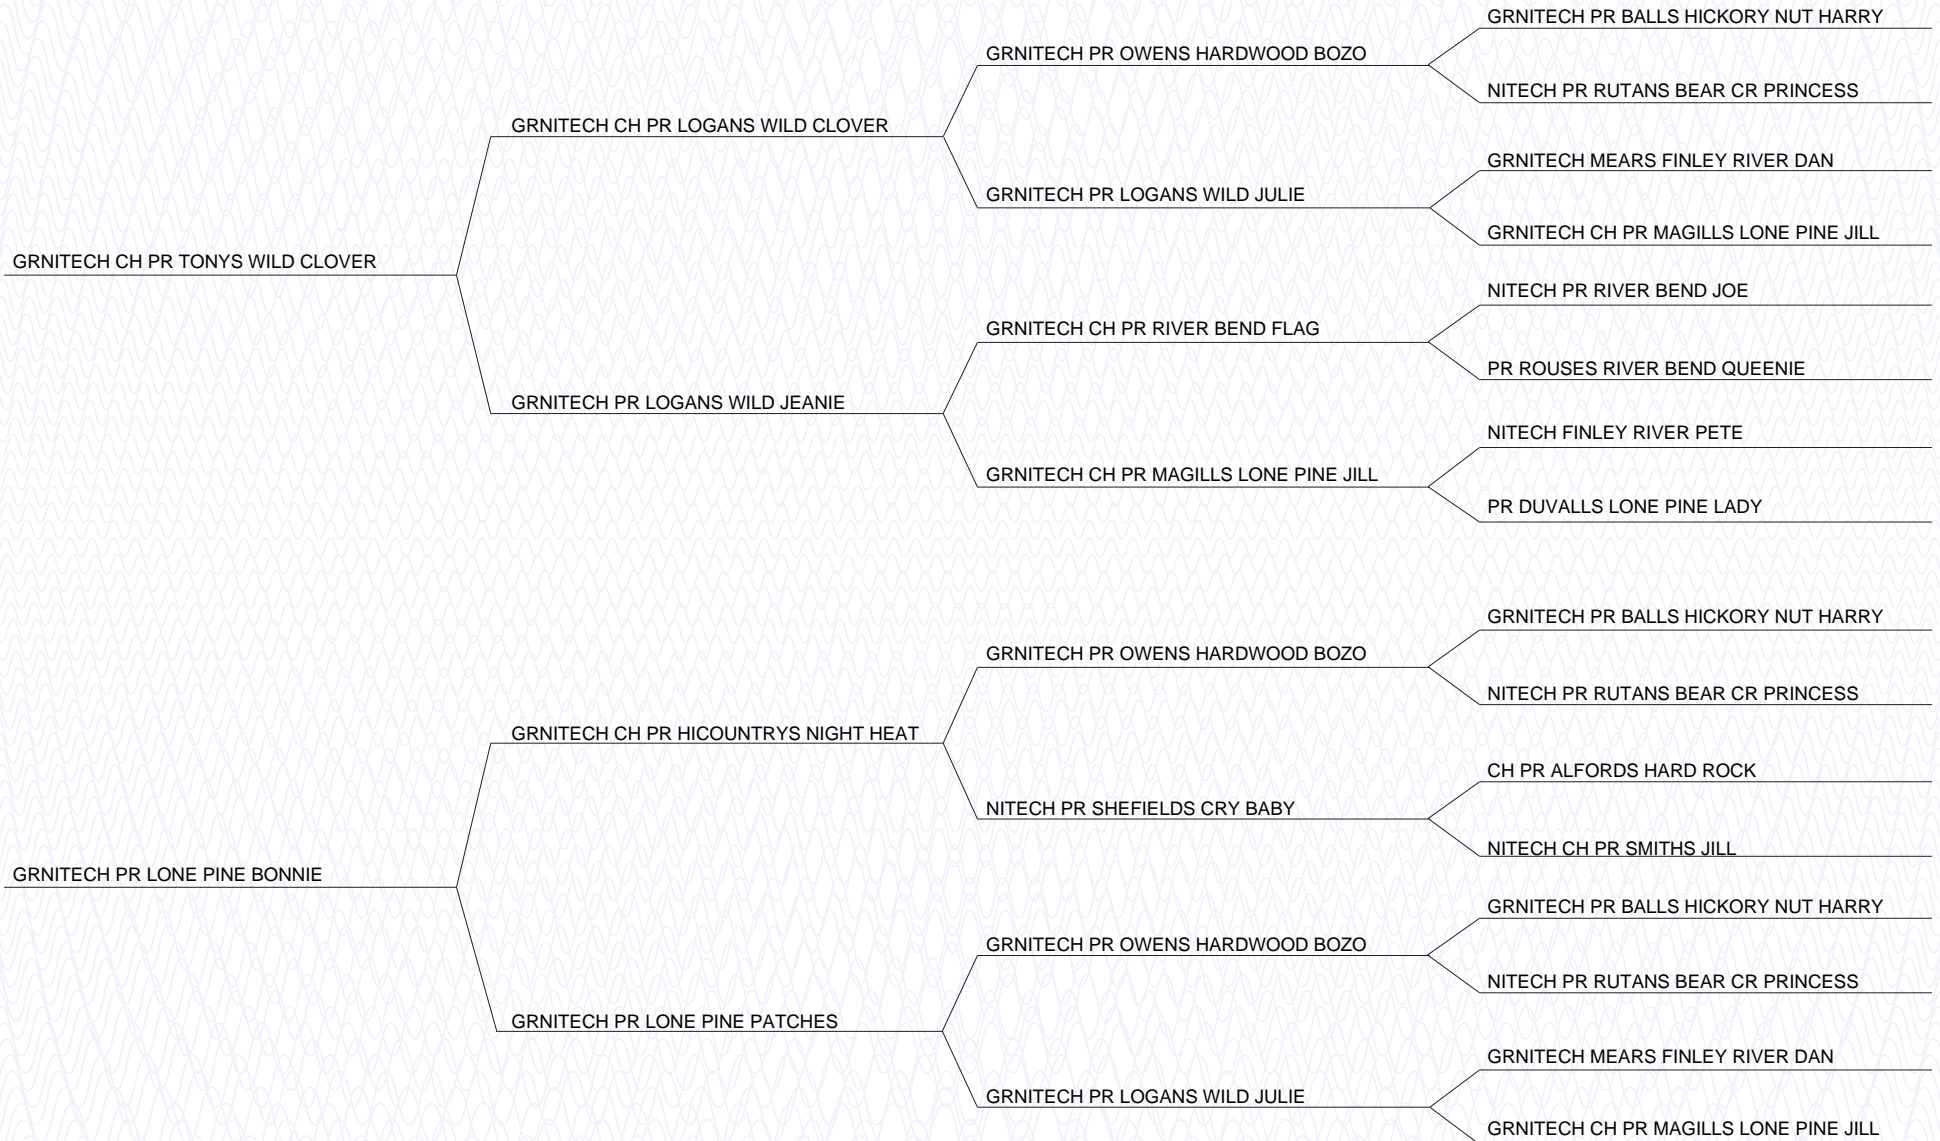 GRNITECH PR BALLS HICKORY NUT HARRY
GRNITECH PR OWENS HARDWOOD BOZO
NITECH PR RUTANS BEAR CR PRINCESS
GRNITECH CH PR LOGANS WILD CLOVER
GRNITECH MEARS FINLEY RIVER DAN
GRNITECH PR LOGANS WILD JULIE
GRNITECH CH PR MAGILLS LONE PINE JILL
GRNITECH CH PR TONYS WILD CLOVER
NITECH PR RIVER BEND JOE
GRNITECH CH PR RIVER BEND FLAG
PR ROUSES RIVER BEND QUEENIE
GRNITECH PR LOGANS WILD JEANIE
NITECH FINLEY RIVER PETE
GRNITECH CH PR MAGILLS LONE PINE JILL
PR DUVALLS LONE PINE LADY
GRNITECH PR BALLS HICKORY NUT HARRY
GRNITECH PR OWENS HARDWOOD BOZO
NITECH PR RUTANS BEAR CR PRINCESS
GRNITECH CH PR HICOUNTRYS NIGHT HEAT
CH PR ALFORDS HARD ROCK
NITECH PR SHEFIELDS CRY BABY
NITECH CH PR SMITHS JILL
GRNITECH PR LONE PINE BONNIE
GRNITECH PR BALLS HICKORY NUT HARRY
GRNITECH PR OWENS HARDWOOD BOZO
NITECH PR RUTANS BEAR CR PRINCESS
GRNITECH PR LONE PINE PATCHES
GRNITECH MEARS FINLEY RIVER DAN
GRNITECH PR LOGANS WILD JULIE
GRNITECH CH PR MAGILLS LONE PINE JILL